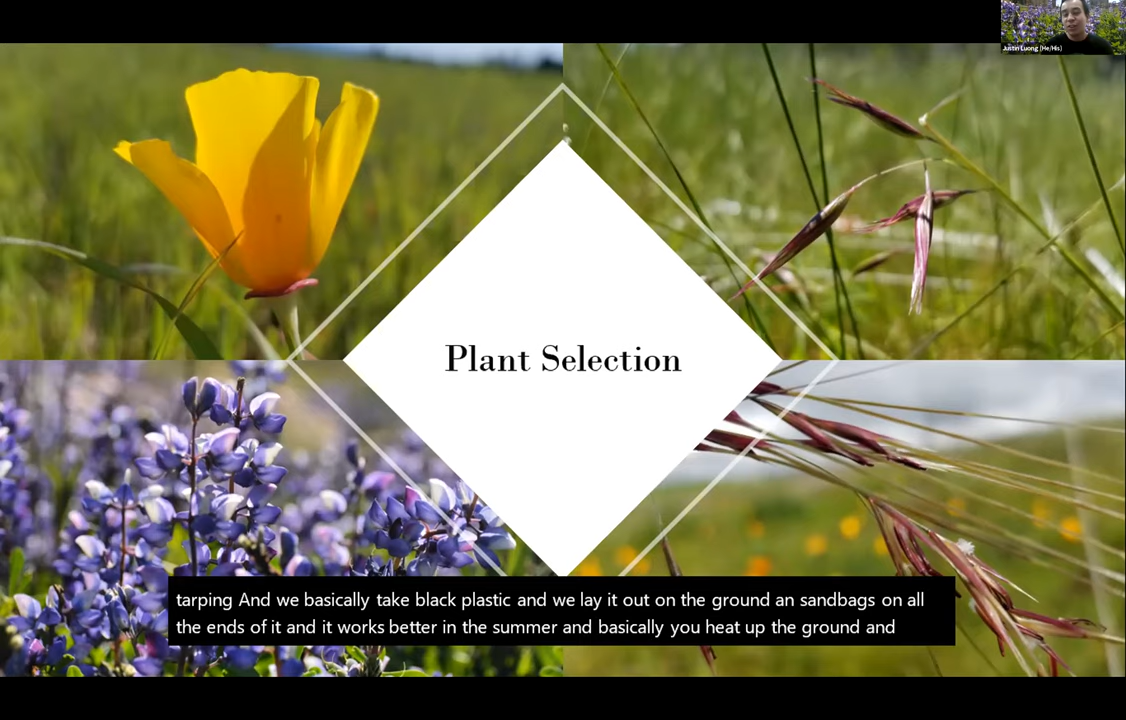 Justin Luong (He/His)
Plant Selection
tarping And we basically take black plastic and we lay it out on the ground an sandbags on all
the ends of it and it works better in the summer and basically you heat up the ground and